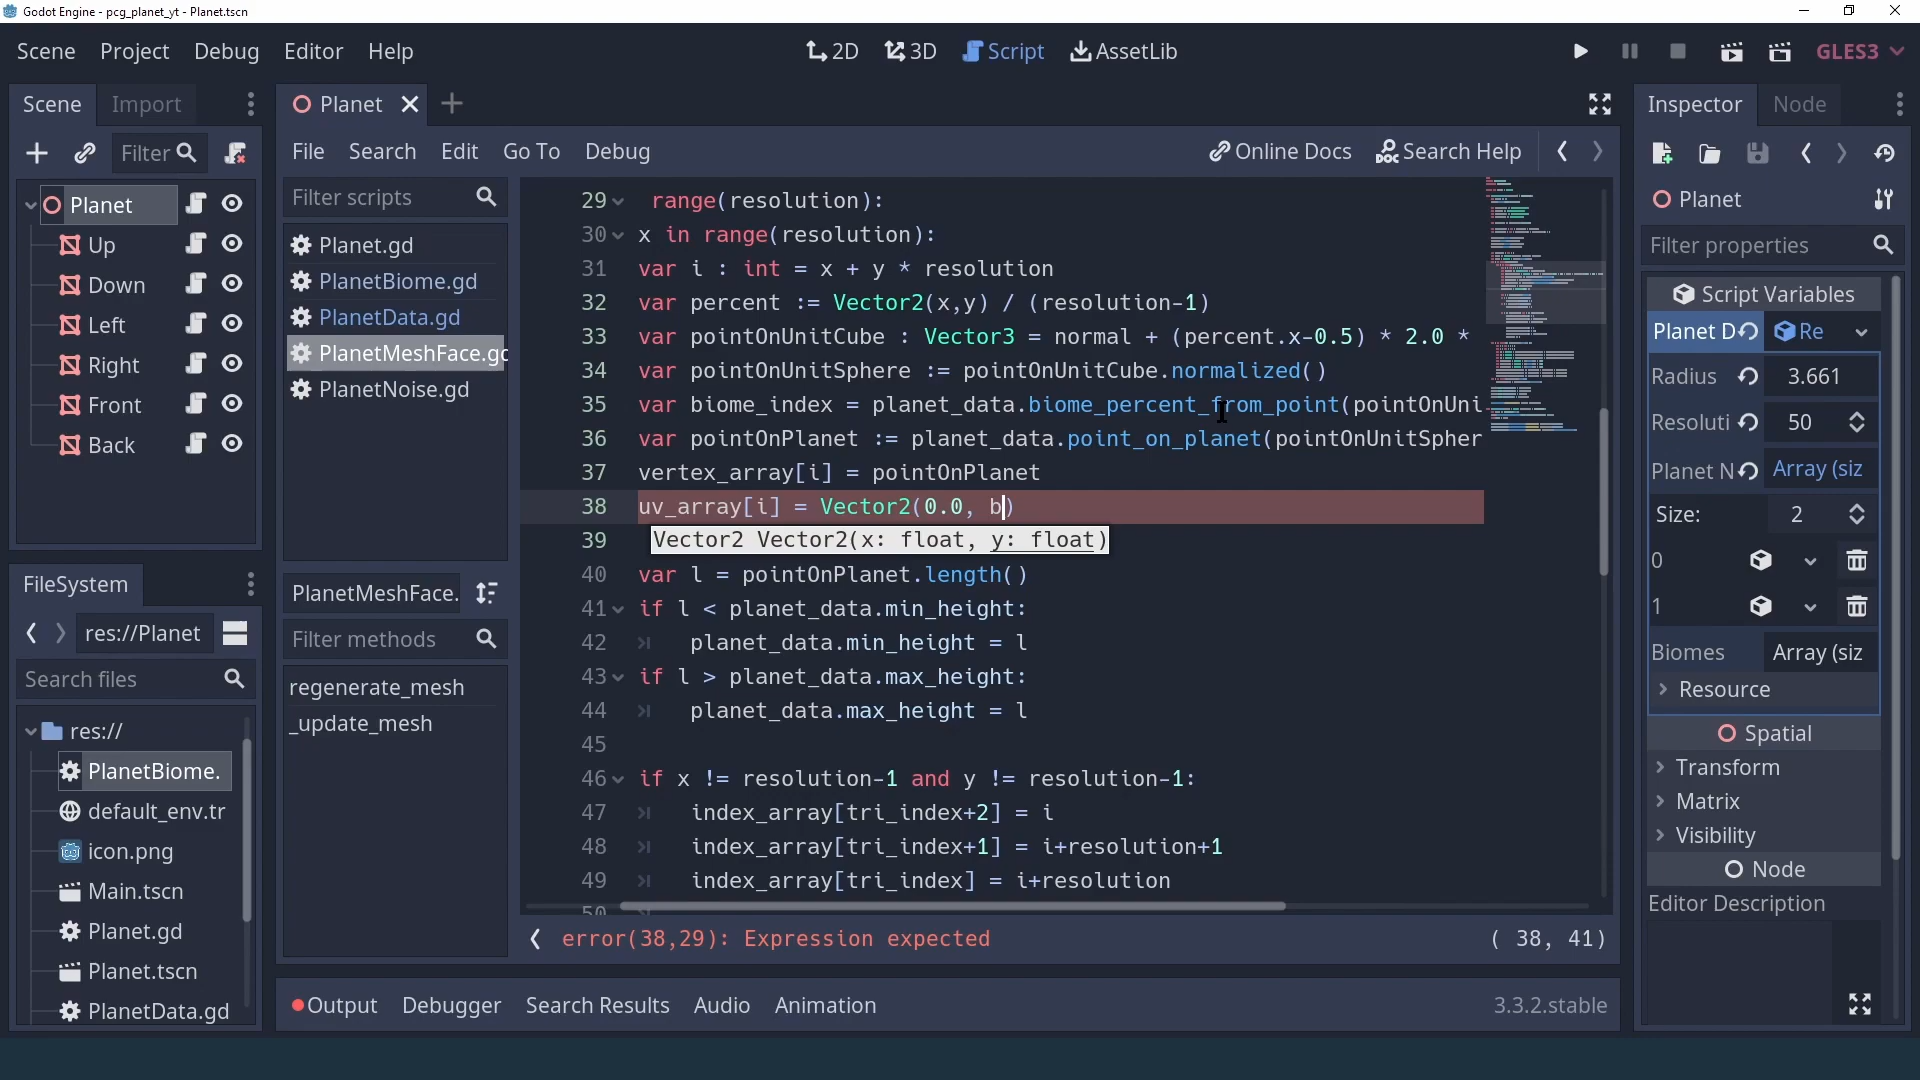 Godot Engine - pcg_planet_yt - Planet.tscn
Scene Project Debug Editor Help
2D 3D Script AssetLib
GLES3
Scene Import
Filter
Planet
Up
Down
Left
Right
Front
Back
FileSystem
res://Planet
Search files
res://
PlanetBiome.
default_env.tr
icon.png
Main.tscn
Planet.gd
Planet.tscn
PlanetData.gd
Planet
File Search Edit Go To Debug
Online Docs Search Help
Filter scripts
Planet.gd
PlanetBiome.gd
PlanetData.gd
PlanetMeshFace.gd
PlanetNoise.gd
PlanetMeshFace.
Filter methods
regenerate_mesh
_update_mesh
29 range(resolution):
30 x in range(resolution):
31 var i : int = x + y * resolution
32 var percent := Vector2(x,y) / (resolution-1)
33 var pointOnUnitCube : Vector3 = normal + (percent.x-0.5) * 2.0 *
34 var pointOnUnitSphere := pointOnUnitCube.normalized()
35 var biome_index = planet_data.biome_percent_from_point(pointOnUni
36 var pointOnPlanet := planet_data.point_on_planet(pointOnUnitSpher
37 vertex_array[i] = pointOnPlanet
38 uv_array[i] = Vector2(0.0, b)
39 Vector2 Vector2(x: float, y: float)
40 var l = pointOnPlanet.length()
41 if l < planet_data.min_height:
42 planet_data.min_height = l
43 if l > planet_data.max_height:
44 planet_data.max_height = l
45
46 if x != resolution-1 and y != resolution-1:
47 index_array[tri_index+2] = i
48 index_array[tri_index+1] = i+resolution+1
49 index_array[tri_index] = i+resolution
50
error(38,29): Expression expected
( 38, 41)
Output Debugger Search Results Audio Animation
3.3.2.stable
Inspector Node
Planet
Filter properties
Script Variables
Planet D Re
Radius 3.661
Resoluti 50
Planet N Array (siz
Size: 2
0
1
Biomes Array (siz
Resource
Spatial
Transform
Matrix
Visibility
Node
Editor Description